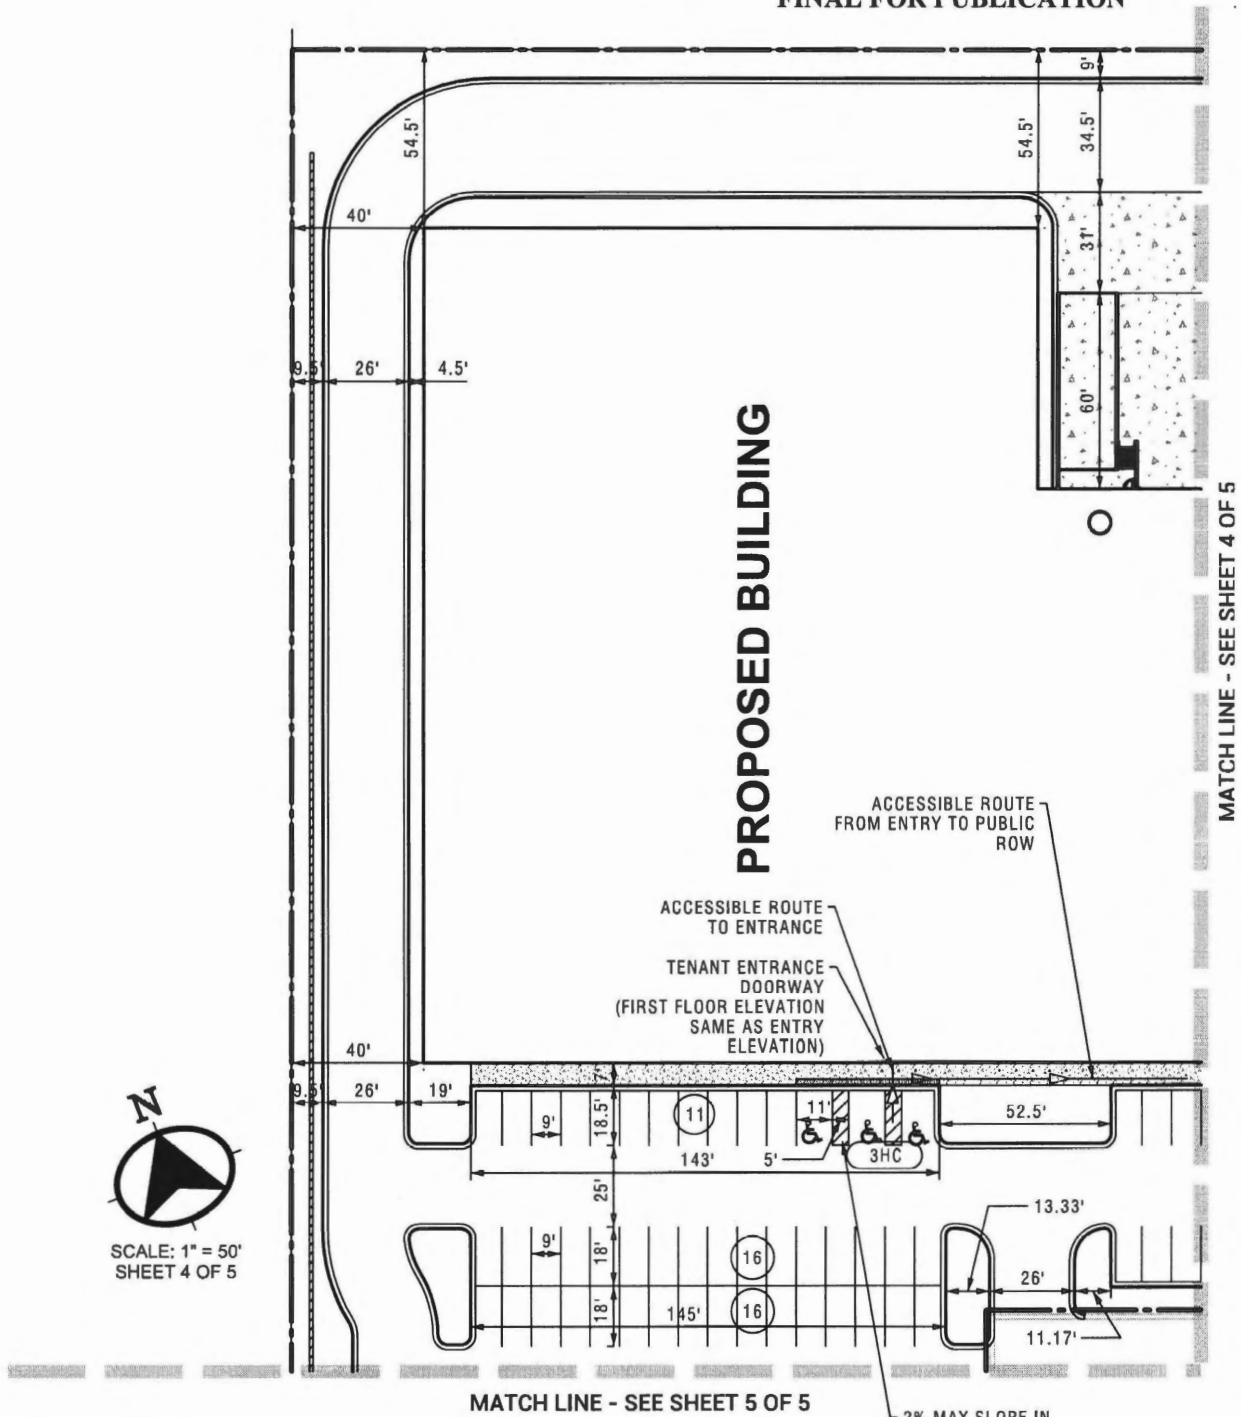 FINAL FOR PUBLICATION
9'
54.5'
54.5'
34.5'
40'
31'
9.5'
26'
4.5'
60'
PROPOSED BUILDING
MATCH LINE - SEE SHEET 4 OF 5
ACCESSIBLE ROUTE
FROM ENTRY TO PUBLIC
ROW
ACCESSIBLE ROUTE
TO ENTRANCE
TENANT ENTRANCE
DOORWAY
(FIRST FLOOR ELEVATION
SAME AS ENTRY
ELEVATION)
40'
7'
9.5'
26'
19'
9'
18.5'
11
11'
52.5'
143'
5'
3HC
25'
13.33'
N
SCALE: 1" = 50'
SHEET 4 OF 5
9'
18'
16
26'
18'
145'
16
11.17'
MATCH LINE - SEE SHEET 5 OF 5
2% MAX SLOPE IN